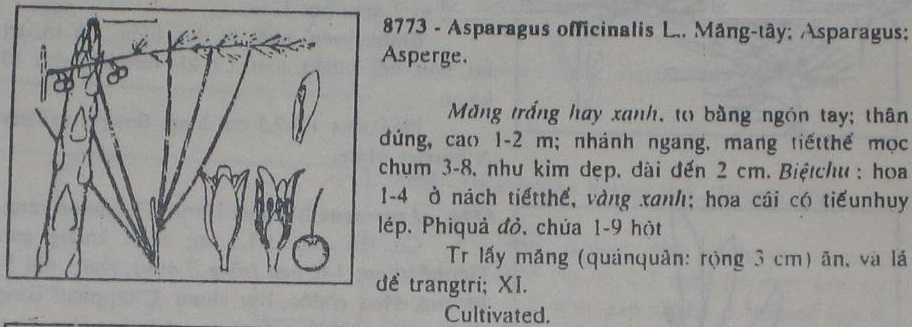 8773 - Asparagus officinalis L.. Măng-tây; Asparagus;
Asperge.
Măng trắng hay xanh, to bằng ngón tay; thân
đứng, cao 1-2 m; nhánh ngang, mang tiếtthể mọc
chụm 3-8, như kim dẹp, dài đến 2 cm. Biệtchu : hoa
1-4 ở nách tiếtthể, vàng xanh; hoa cái có tiểunhuỵ
lép. Phìquả đỏ, chứa 1-9 hột
Tr lấy măng (quảnquân: rộng 3 cm) ăn, và lá
để trangtrí; XI.
Cultivated.